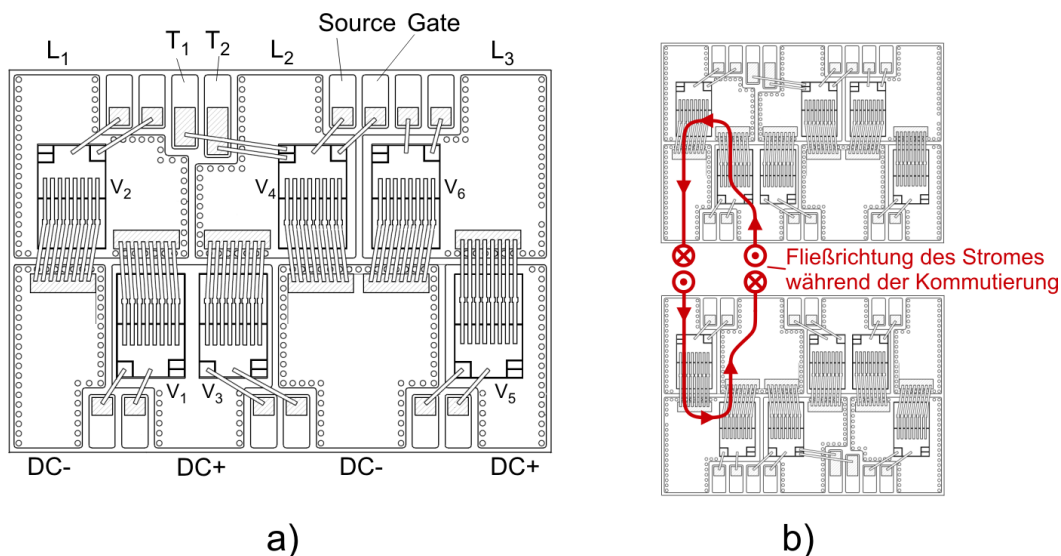 Source Gate
L₁ T₁ T₂ L₂ L₃
V₂ V₄ V₆
V₁ V₃ V₅
DC- DC+ DC- DC+
a)
Fließrichtung des Stromes
während der Kommutierung
b)